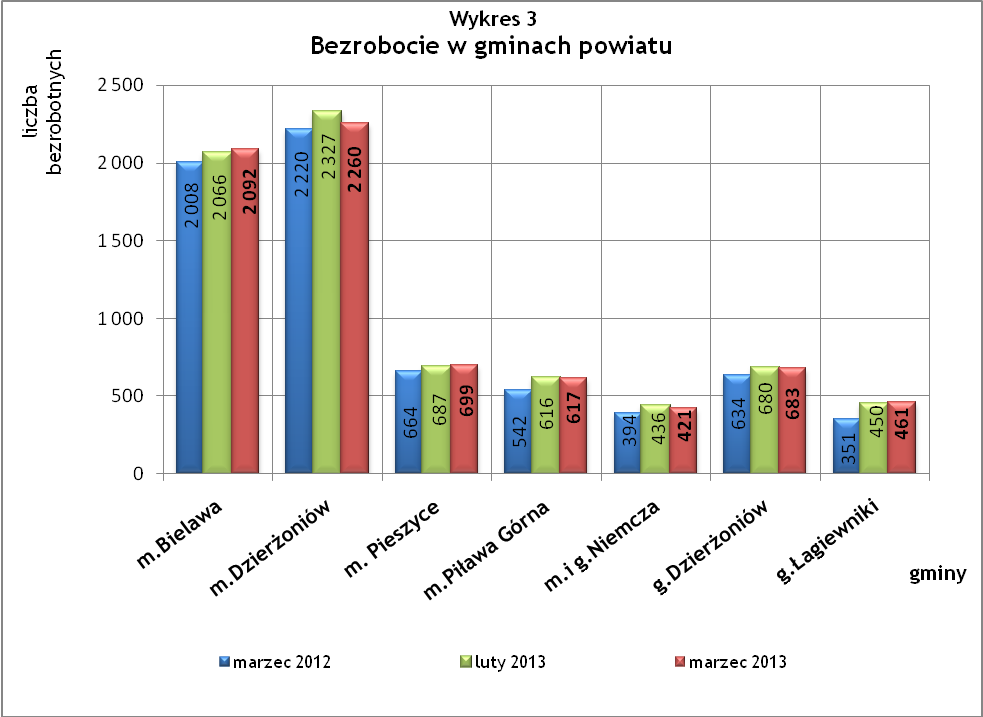 Wykres 3
Bezrobocie w gminach powiatu
liczba
bezrobotnych
2 500
2 000
1 500
1 000
500
0
2 008
2 066
2 092
2 220
2 327
2 260
664
687
699
542
616
617
394
436
421
634
680
683
351
450
461
m.Bielawa
m.Dzierżoniów
m. Pieszyce
m.Piława Górna
m.i g.Niemcza
g.Dzierżoniów
g.Łagiewniki
gminy
marzec 2012
luty 2013
marzec 2013